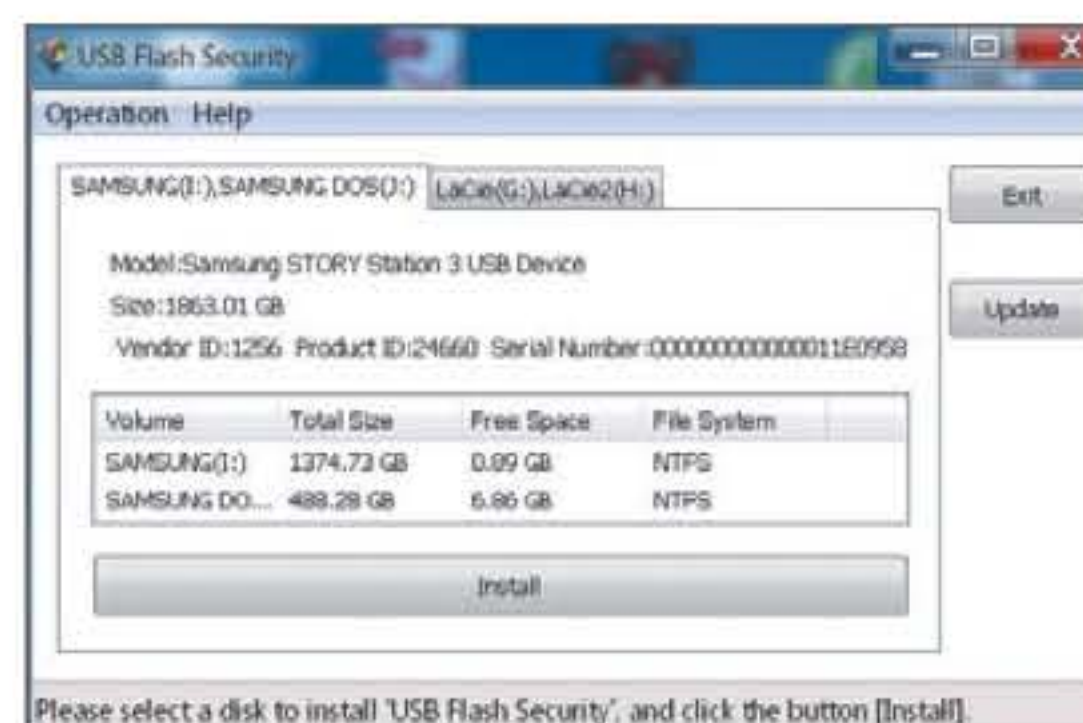 USB Flash Security
Operation Help
SAMSUNG(I:),SAMSUNG DOS(J:) LaCie(G:),LaCie2(H:)
Exit
Model:Samsung STORY Station 3 USB Device
Size:1863.01 GB
Update
Vendor ID:1256 Product ID:24660 Serial Number:
Volume Total Size Free Space File System
SAMSUNG(I:) 1374.73 GB 0.89 GB NTFS
SAMSUNG DO... 488.28 GB 6.86 GB NTFS
Install
Please select a disk to install 'USB Flash Security', and click the button [Install].